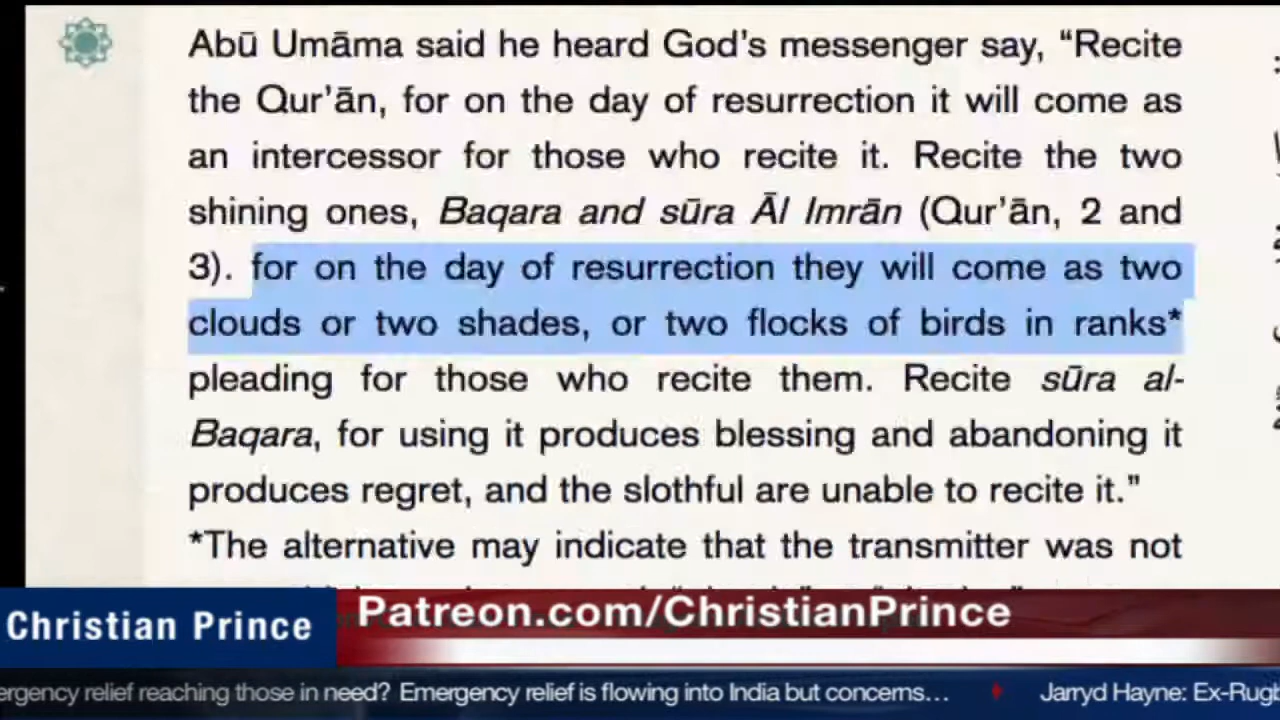 Abū Umāma said he heard God's messenger say, “Recite
the Qur'ān, for on the day of resurrection it will come as
an intercessor for those who recite it. Recite the two
shining ones, Baqara and sūra Āl Imrān (Qur'ān, 2 and
3). for on the day of resurrection they will come as two
clouds or two shades, or two flocks of birds in ranks*
pleading for those who recite them. Recite sūra al-
Baqara, for using it produces blessing and abandoning it
produces regret, and the slothful are unable to recite it.”
*The alternative may indicate that the transmitter was not
Christian Prince
Patreon.com/ChristianPrince
ergency relief reaching those in need? Emergency relief is flowing into India but concerns... Jarryd Hayne: Ex-Rugb